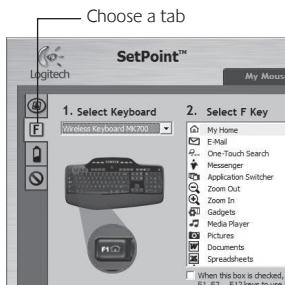 Choose a tab
SetPoint™
Logitech
My Mouse
1. Select Keyboard
2. Select F Key
Wireless Keyboard MK700
F
My Home
E-Mail
One-Touch Search
Messenger
Application Switcher
Zoom Out
Zoom In
Gadgets
Media Player
Pictures
Documents
Spreadsheets
F1
When this box is checked,
F1, F2... F12 keys to use